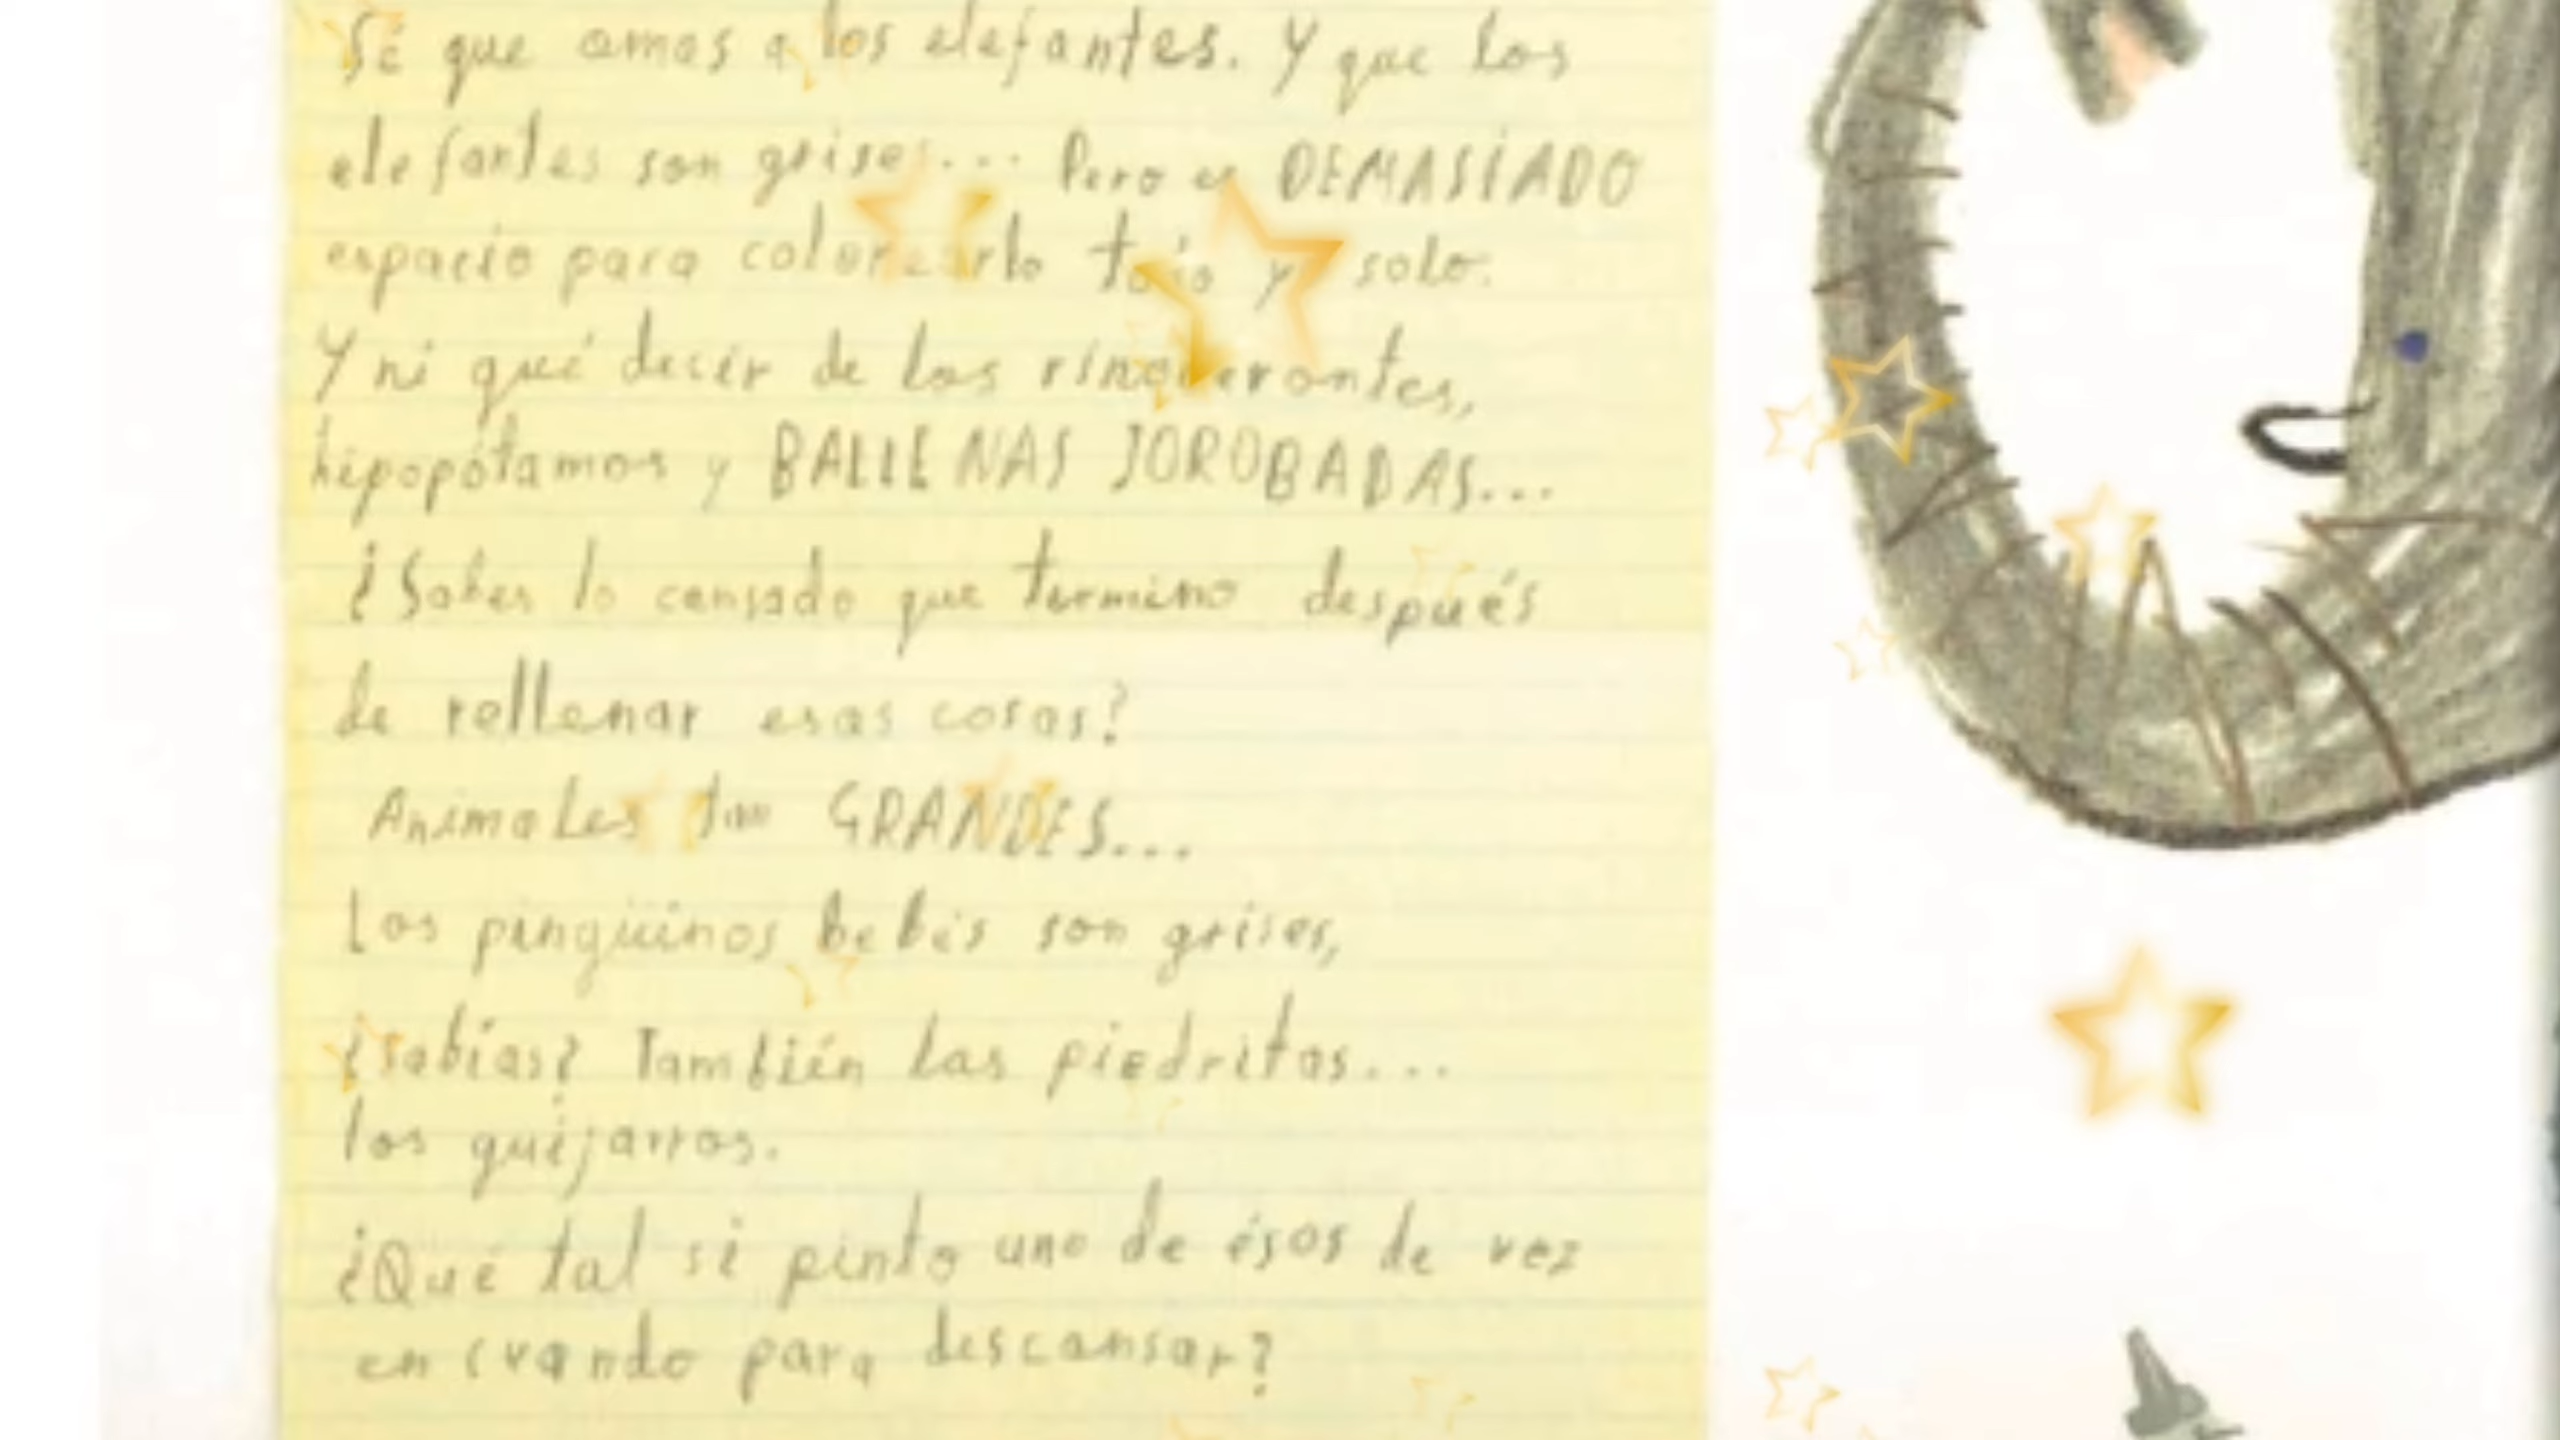 Sé que amas a los elefantes. Y que los
elefantes son grises... Pero es DEMASIADO
espacio para colorearlo todo yo solo.
Y ni qué decir de los rinocerontes,
hipopótamos y BALLENAS JOROBADAS...
¿Sabes lo cansado que termino después
de rellenar esas cosas?
Animales tan GRANDES...
Los pingüinos bebés son grises,
¿sabías? También las piedritas...
los guijarros.
¿Qué tal si pinto uno de ésos de vez
en cuando para descansar?